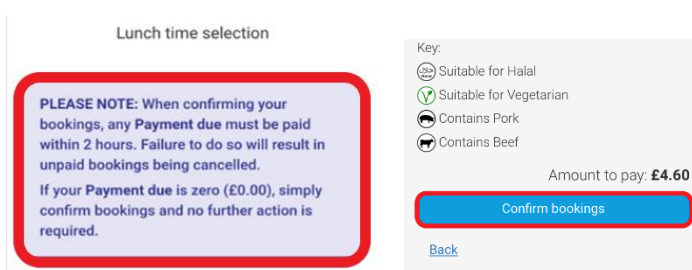 Lunch time selection
PLEASE NOTE: When confirming your
bookings, any Payment due must be paid
within 2 hours. Failure to do so will result in
unpaid bookings being cancelled.
If your Payment due is zero (£0.00), simply
confirm bookings and no further action is
required.
Key:
Suitable for Halal
Suitable for Vegetarian
Contains Pork
Contains Beef
Amount to pay: £4.60
Confirm bookings
Back